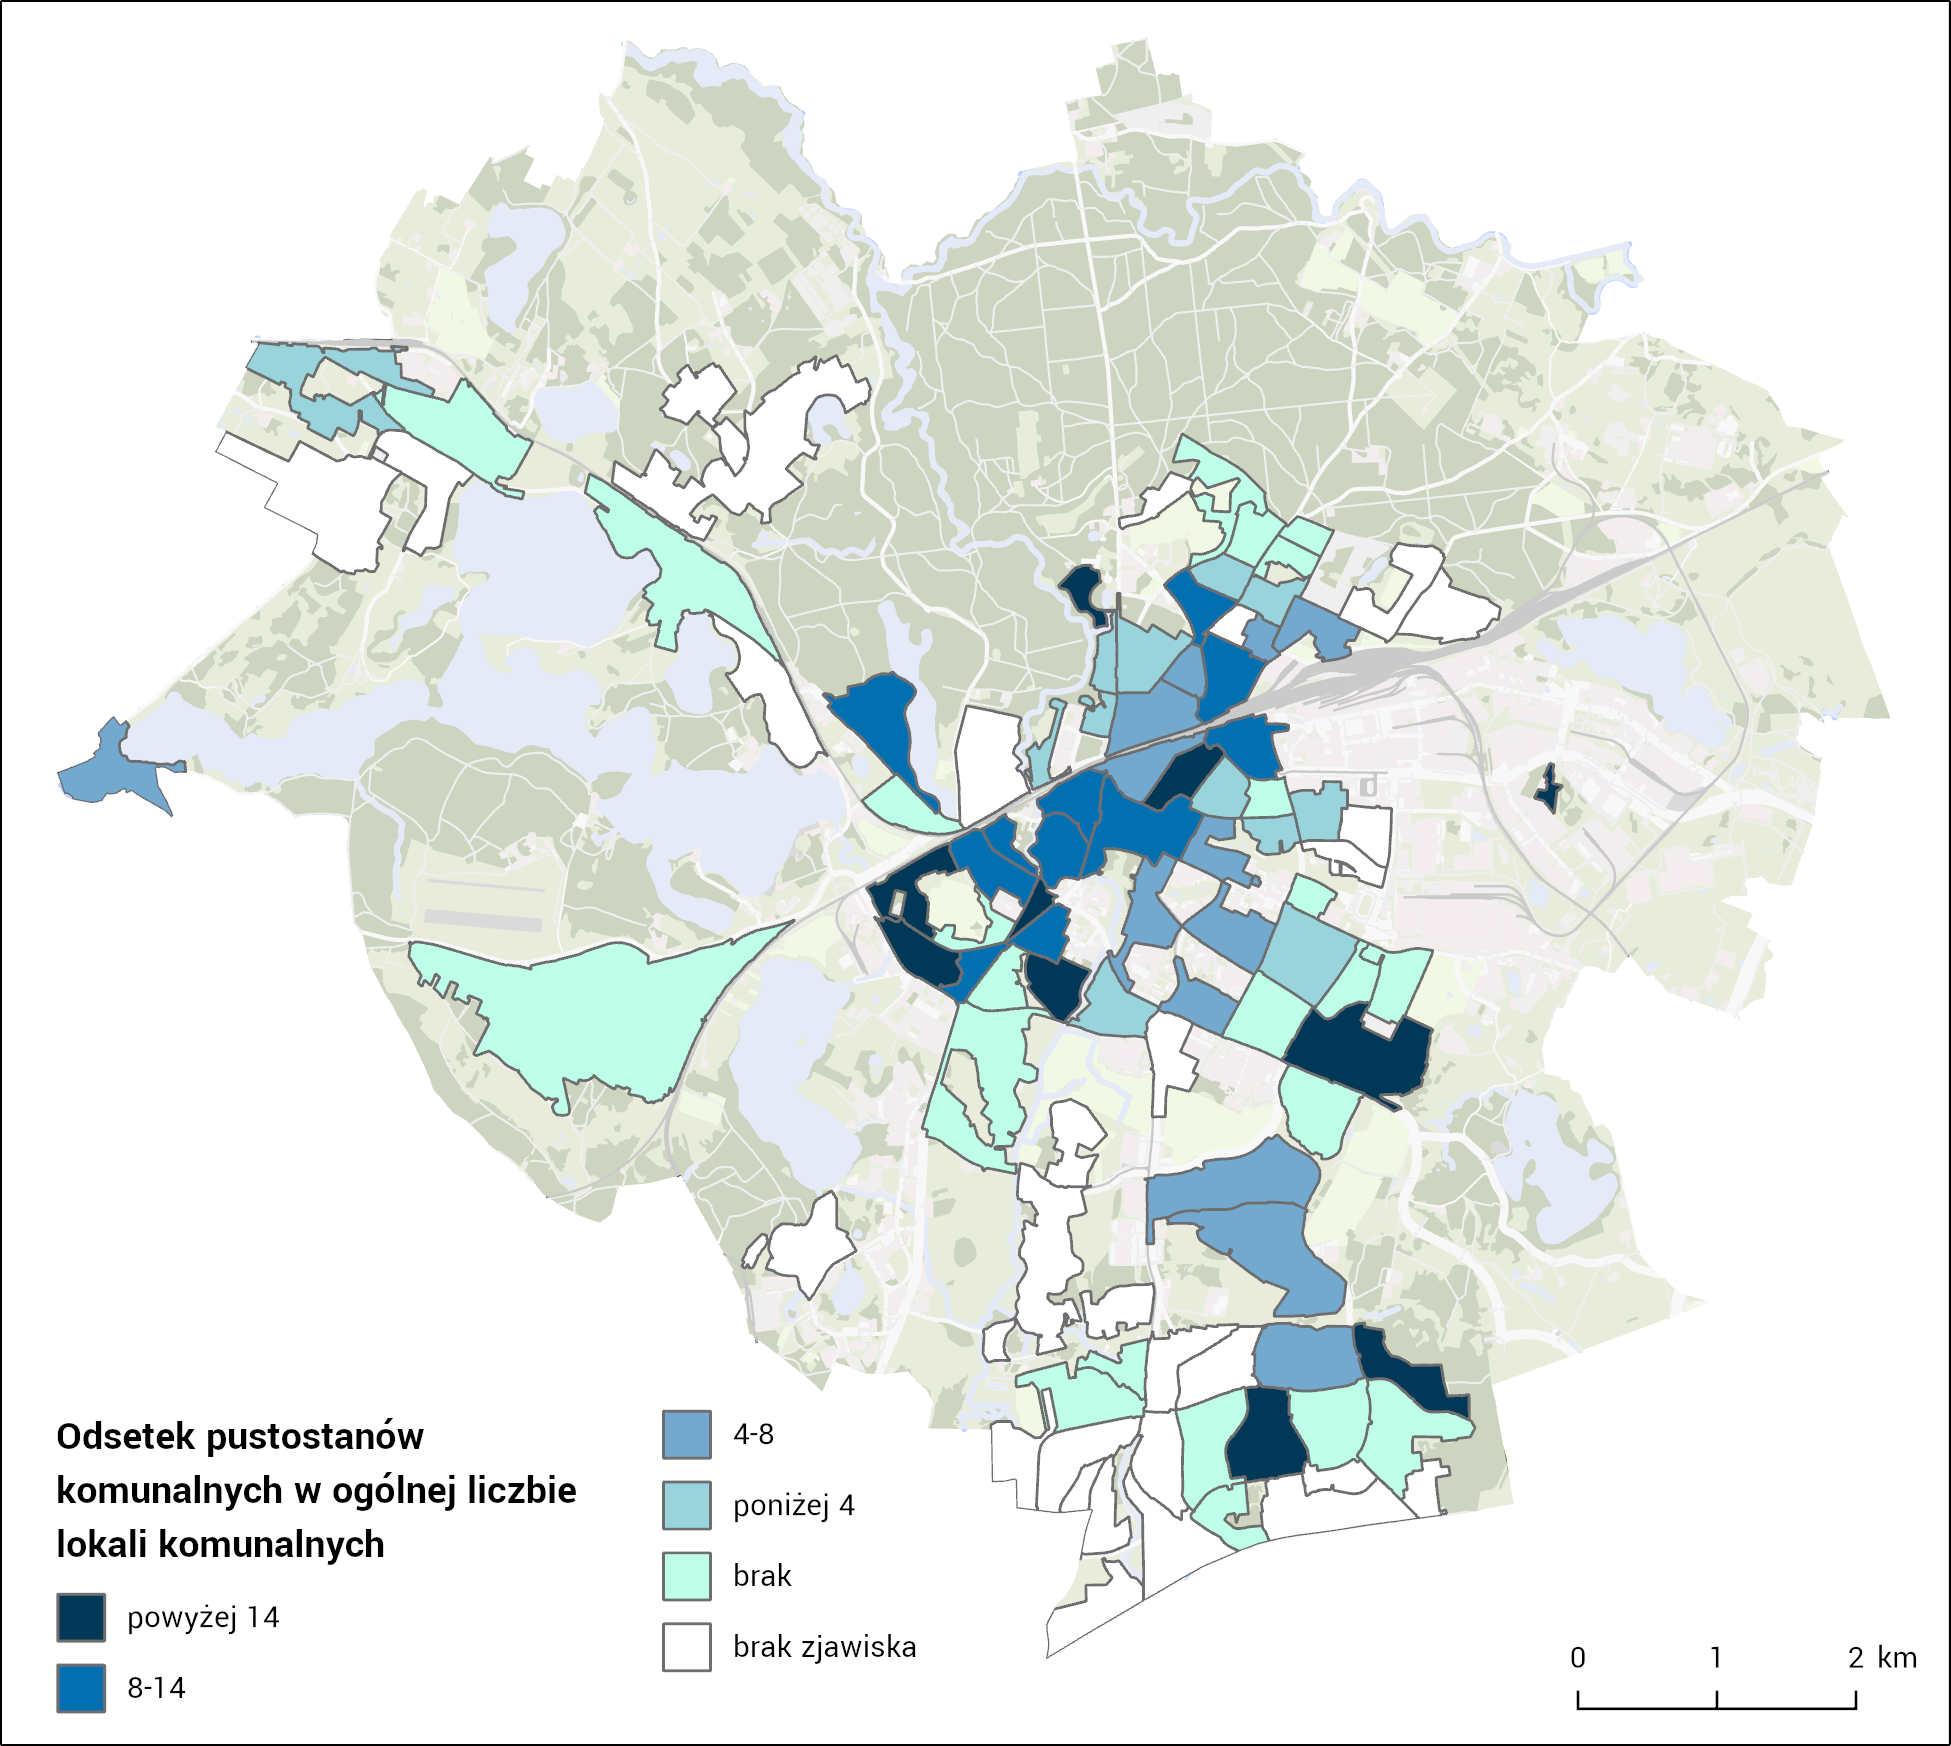 Odsetek pustostanów
komunalnych w ogólnej liczbie
lokali komunalnych
powyżej 14
8-14
4-8
poniżej 4
brak
brak zjawiska
0 1 2 km